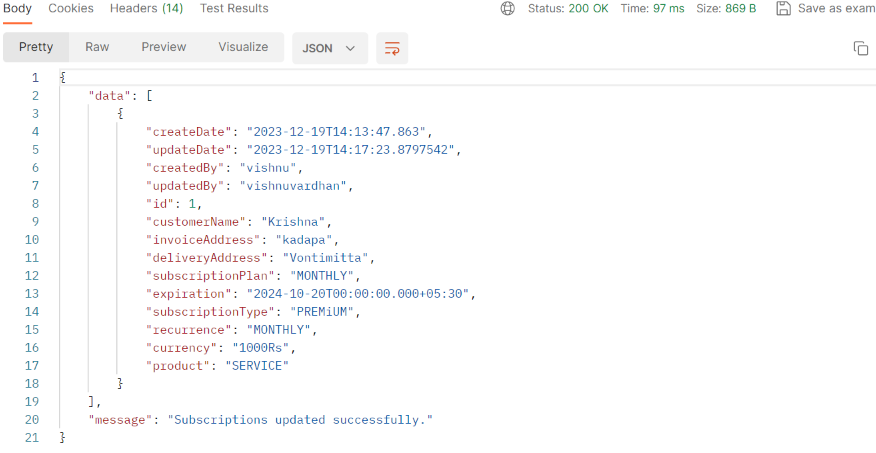 Body Cookies Headers (14) Test Results Status: 200 OK Time: 97 ms Size: 869 B Save as exam
Pretty Raw Preview Visualize JSON
1 {
2 "data": [
3 {
4 "createDate": "2023-12-19T14:13:47.863",
5 "updateDate": "2023-12-19T14:17:23.8797542",
6 "createdBy": "vishnu",
7 "updatedBy": "vishnuvardhan",
8 "id": 1,
9 "customerName": "Krishna",
10 "invoiceAddress": "kadapa",
11 "deliveryAddress": "Vontimitta",
12 "subscriptionPlan": "MONTHLY",
13 "expiration": "2024-10-20T00:00:00.000+05:30",
14 "subscriptionType": "PREMiUM",
15 "recurrence": "MONTHLY",
16 "currency": "1000Rs",
17 "product": "SERVICE"
18 }
19 ],
20 "message": "Subscriptions updated successfully."
21 }